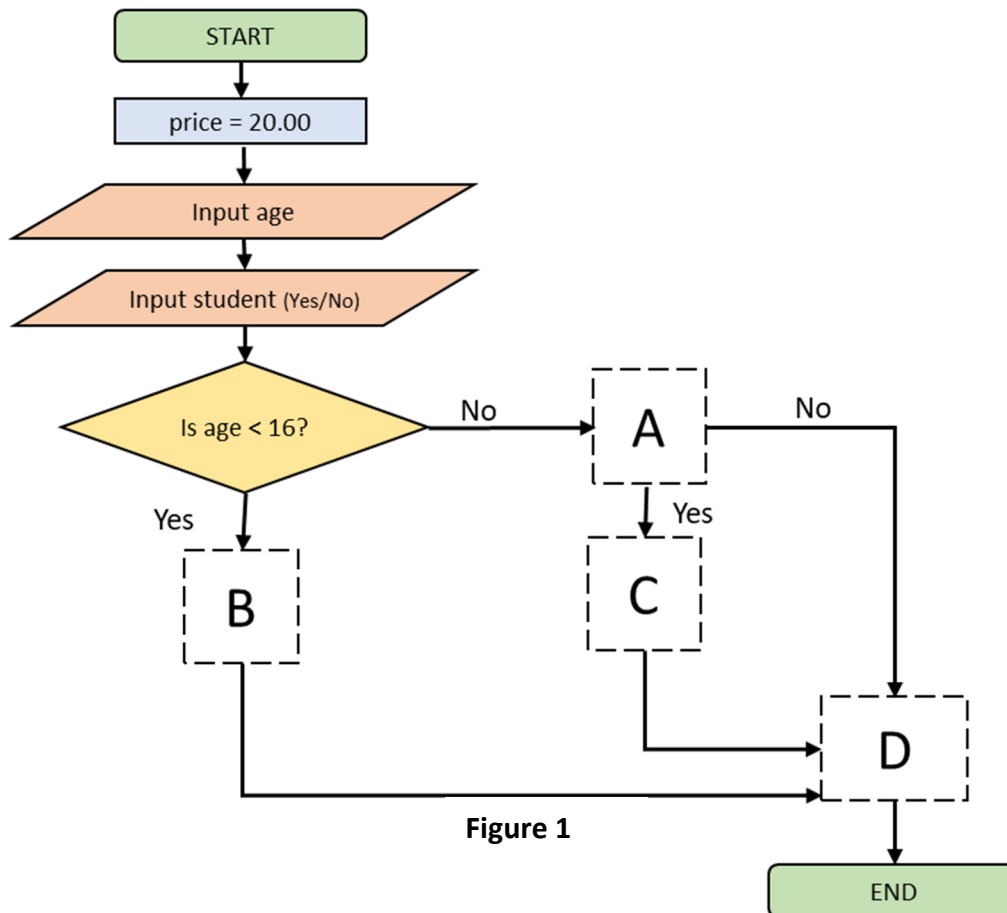 START
price = 20.00
Input age
Input student (Yes/No)
Is age < 16?
No
A
No
Yes
Yes
B
C
D
Figure 1
END